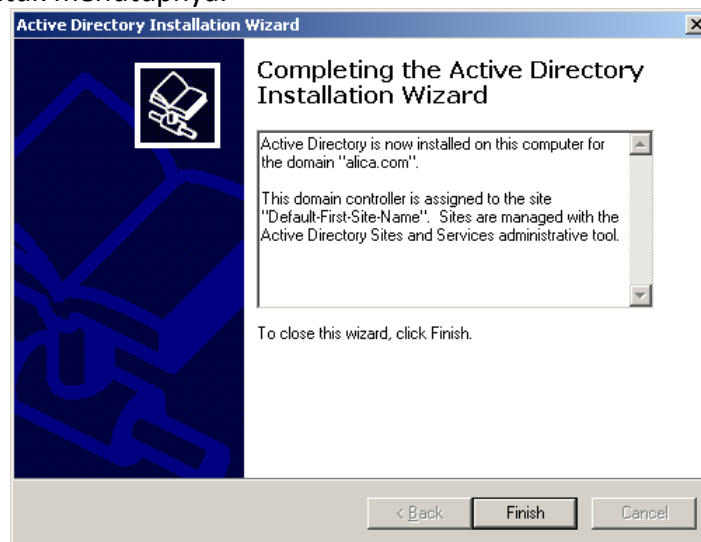 Active Directory Installation Wizard
Completing the Active Directory
Installation Wizard
Active Directory is now installed on this computer for
the domain "alica.com".
This domain controller is assigned to the site
"Default-First-Site-Name". Sites are managed with the
Active Directory Sites and Services administrative tool.
To close this wizard, click Finish.
< Back
Finish
Cancel